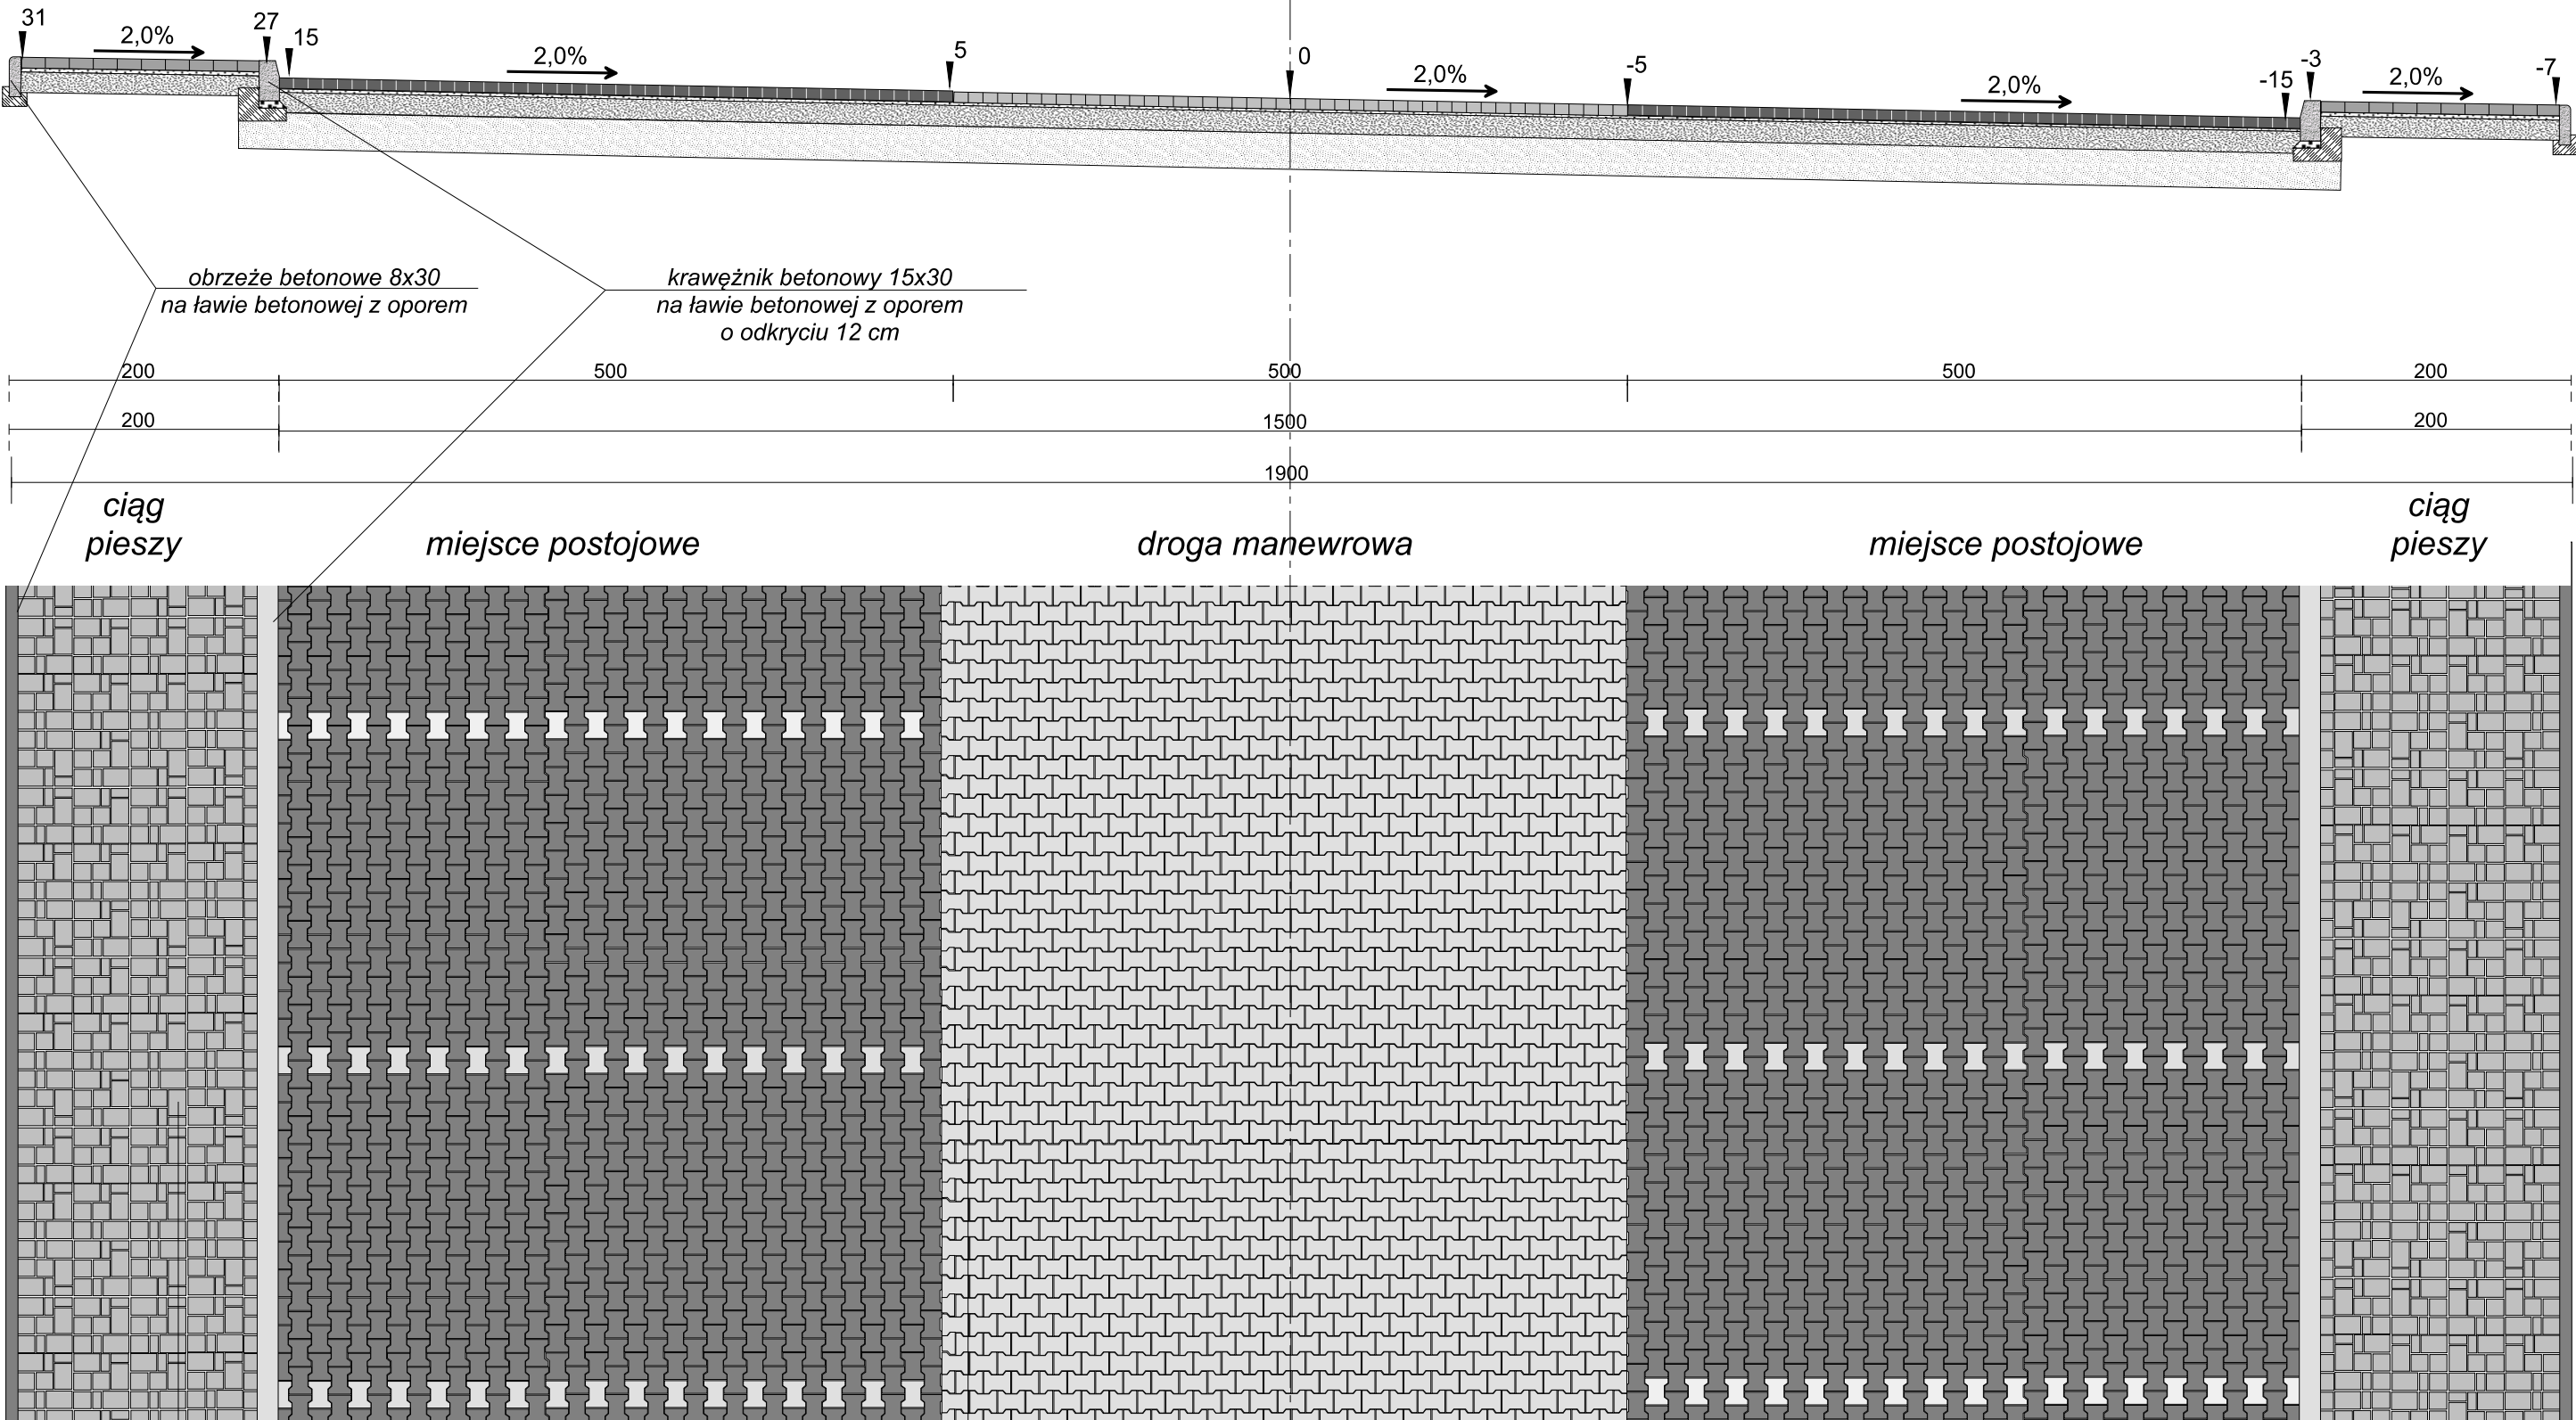 31
27
15
5
0
-5
-15
-3
-7
2,0%
2,0%
2,0%
2,0%
2,0%
obrzeże betonowe 8x30
na ławie betonowej z oporem
krawężnik betonowy 15x30
na ławie betonowej z oporem
o odkryciu 12 cm
200
500
500
500
200
200
1500
200
1900
ciąg
pieszy
miejsce postojowe
droga manewrowa
miejsce postojowe
ciąg
pieszy